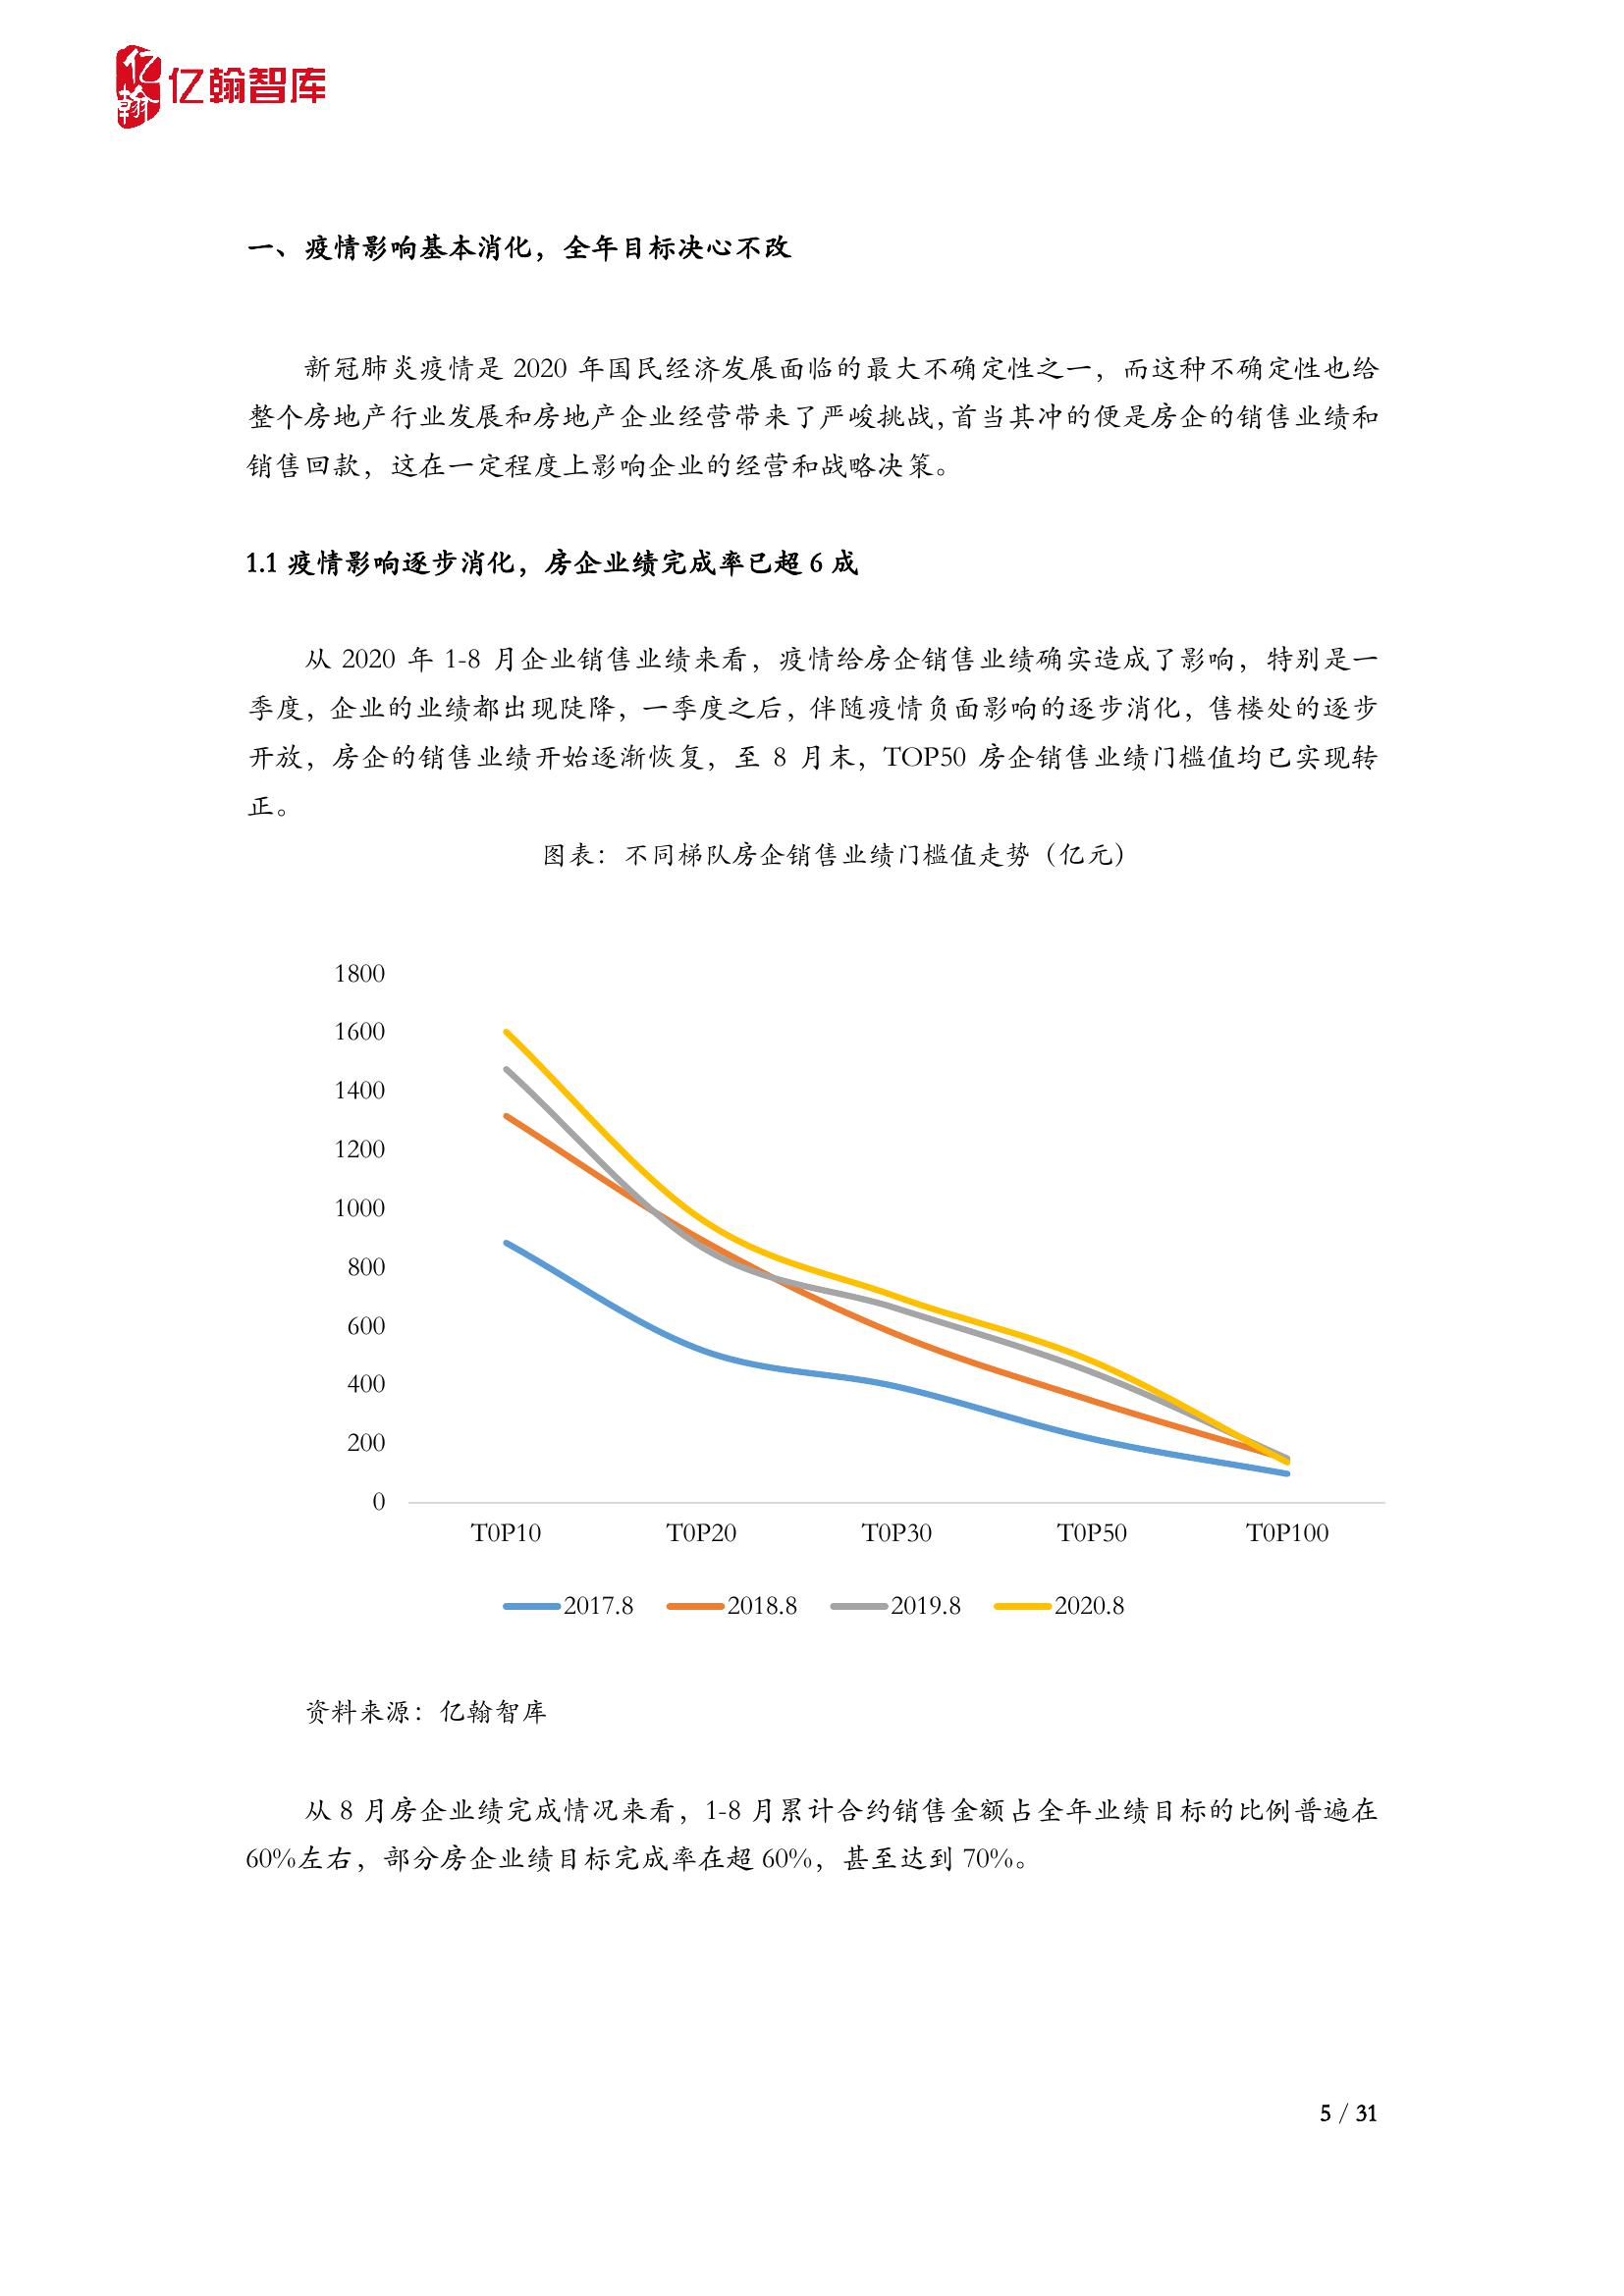 亿翰
亿翰智库
一、疫情影响基本消化，全年目标决心不改
新冠肺炎疫情是 2020 年国民经济发展面临的最大不确定性之一，而这种不确定性也给
整个房地产行业发展和房地产企业经营带来了严峻挑战，首当其冲的便是房企的销售业绩和
销售回款，这在一定程度上影响企业的经营和战略决策。
1.1 疫情影响逐步消化，房企业绩完成率已超 6 成
从 2020 年 1-8 月企业销售业绩来看，疫情给房企销售业绩确实造成了影响，特别是一
季度，企业的业绩都出现陡降，一季度之后，伴随疫情负面影响的逐步消化，售楼处的逐步
开放，房企的销售业绩开始逐渐恢复，至 8 月末，TOP50 房企销售业绩门槛值均已实现转
正。
图表：不同梯队房企销售业绩门槛值走势（亿元）
1800
1600
1400
1200
1000
800
600
400
200
0
T0P10 T0P20 T0P30 T0P50 T0P100
2017.8 2018.8 2019.8 2020.8
资料来源：亿翰智库
从 8 月房企业绩完成情况来看，1-8 月累计合约销售金额占全年业绩目标的比例普遍在
60%左右，部分房企业绩目标完成率在超 60%，甚至达到 70%。
5 / 31